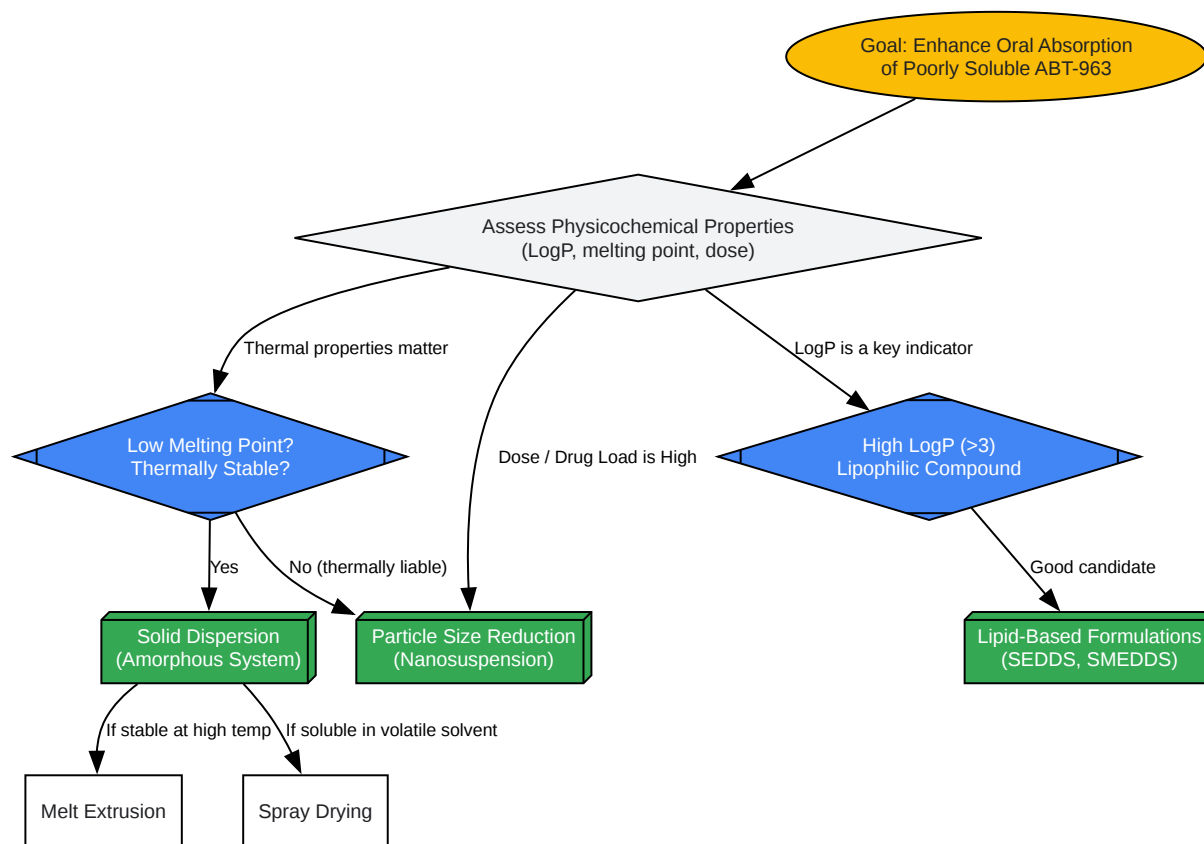 Goal: Enhance Oral Absorption
of Poorly Soluble ABT-963
Assess Physicochemical Properties
(LogP, melting point, dose)
Thermal properties matter
LogP is a key indicator
Low Melting Point?
Thermally Stable?
Dose / Drug Load is High
High LogP (>3)
Lipophilic Compound
Yes
No (thermally liable)
Good candidate
Solid Dispersion
(Amorphous System)
Particle Size Reduction
(Nanosuspension)
Lipid-Based Formulations
(SEDDS, SMEDDS)
If stable at high temp
If soluble in volatile solvent
Melt Extrusion
Spray Drying